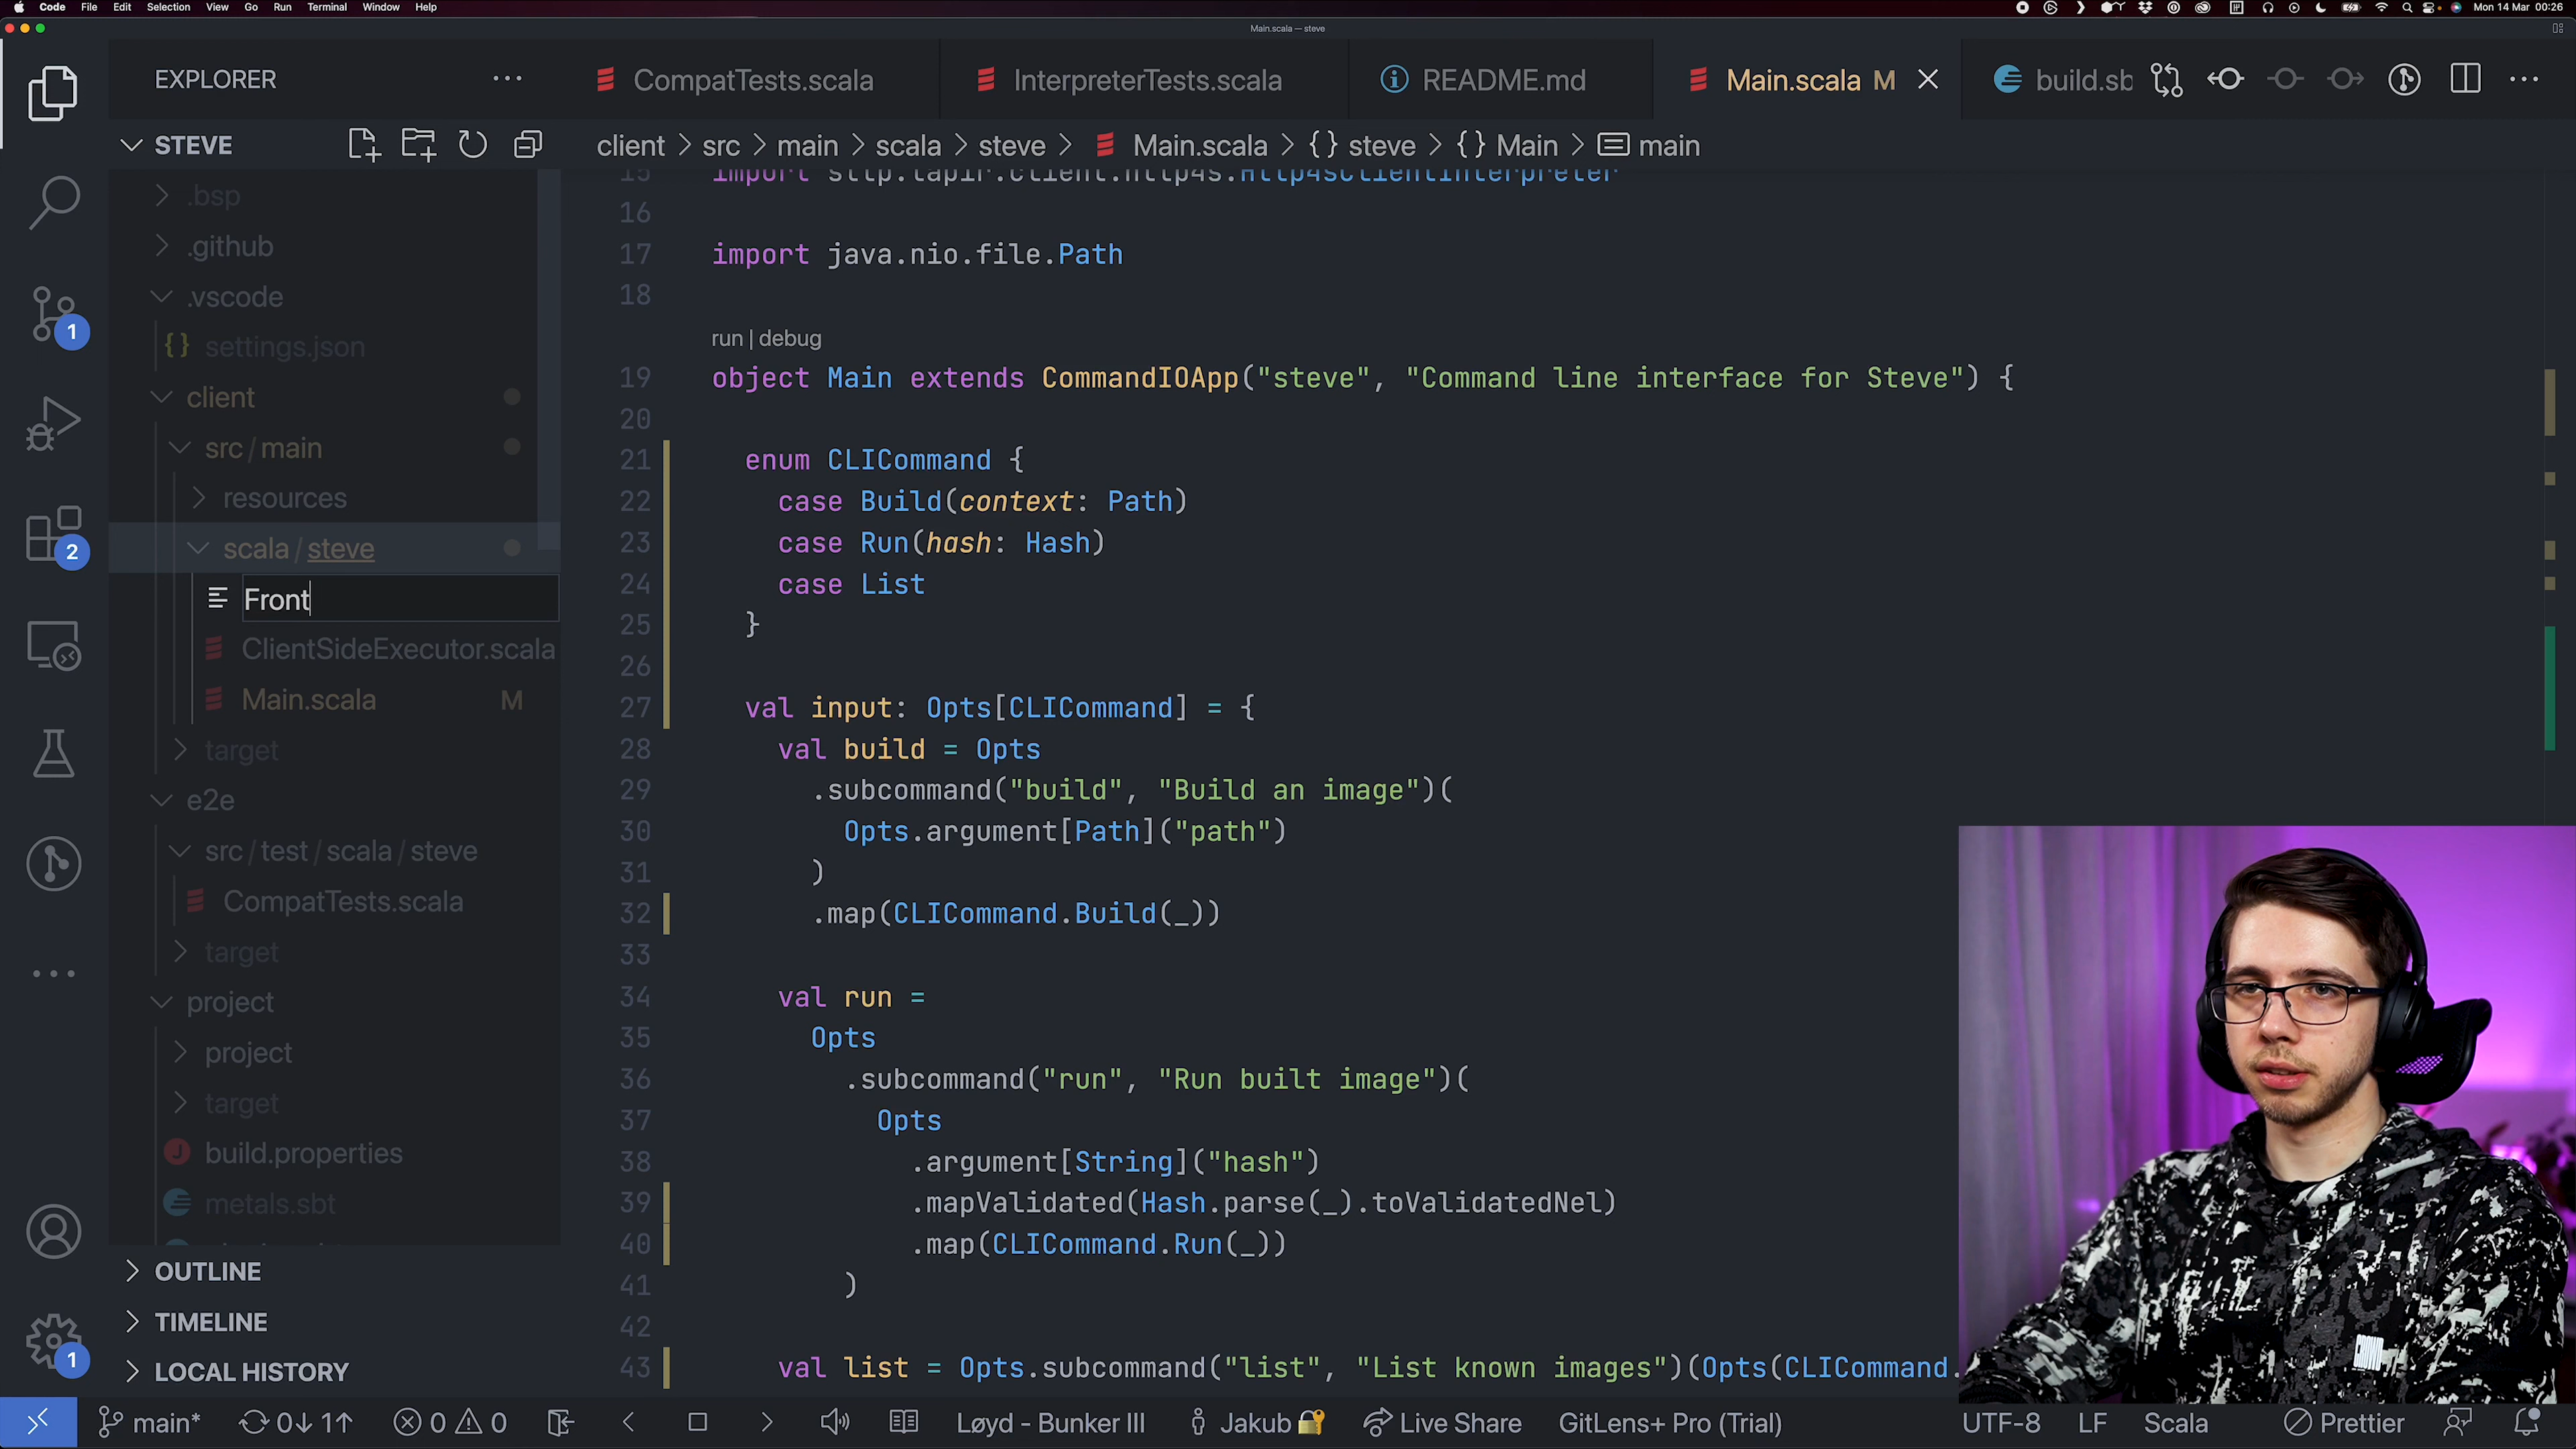 Code File Edit Selection View Go Run Terminal Window Help Mon 14 Mar 00:26
Main.scala — steve
EXPLORER
CompatTests.scala InterpreterTests.scala README.md Main.scala M build.sb
STEVE
client > src > main > scala > steve > Main.scala > {} steve > {} Main > main
.bsp
.github
.vscode
{} settings.json
client
src/main
resources
scala/steve
Front
ClientSideExecutor.scala
Main.scala M
target
e2e
src/test/scala/steve
CompatTests.scala
target
project
project
target
build.properties
metals.sbt
OUTLINE
TIMELINE
LOCAL HISTORY
1
2
1
15 import sttp.tapir.client.http4s.Http4sClientInterpreter
16
17 import java.nio.file.Path
18
run | debug
19 object Main extends CommandIOApp("steve", "Command line interface for Steve") {
20
21 enum CLICommand {
22 case Build(context: Path)
23 case Run(hash: Hash)
24 case List
25 }
26
27 val input: Opts[CLICommand] = {
28 val build = Opts
29 .subcommand("build", "Build an image")(
30 Opts.argument[Path]("path")
31 )
32 .map(CLICommand.Build(_))
33
34 val run =
35 Opts
36 .subcommand("run", "Run built image")(
37 Opts
38 .argument[String]("hash")
39 .mapValidated(Hash.parse(_).toValidatedNel)
40 .map(CLICommand.Run(_))
41 )
42
43 val list = Opts.subcommand("list", "List known images")(Opts(CLICommand.
main* 0↓ 1↑ 0 0 Løyd - Bunker III Jakub Live Share GitLens+ Pro (Trial) UTF-8 LF Scala Prettier